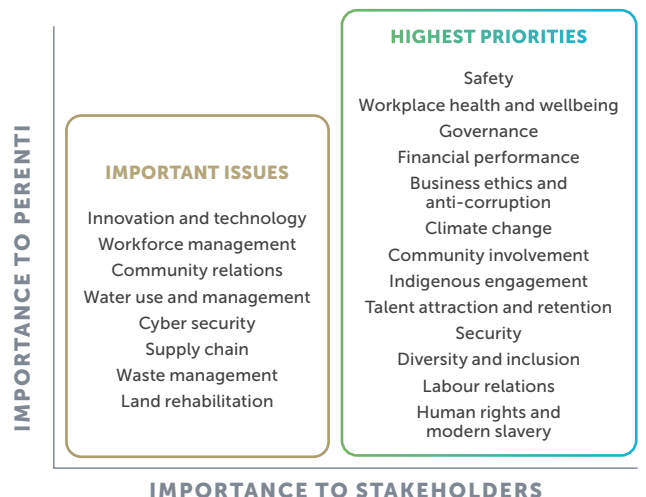 IMPORTANCE TO PERENTI
IMPORTANT ISSUES
Innovation and technology
Workforce management
Community relations
Water use and management
Cyber security
Supply chain
Waste management
Land rehabilitation
HIGHEST PRIORITIES
Safety
Workplace health and wellbeing
Governance
Financial performance
Business ethics and
anti-corruption
Climate change
Community involvement
Indigenous engagement
Talent attraction and retention
Security
Diversity and inclusion
Labour relations
Human rights and
modern slavery
IMPORTANCE TO STAKEHOLDERS